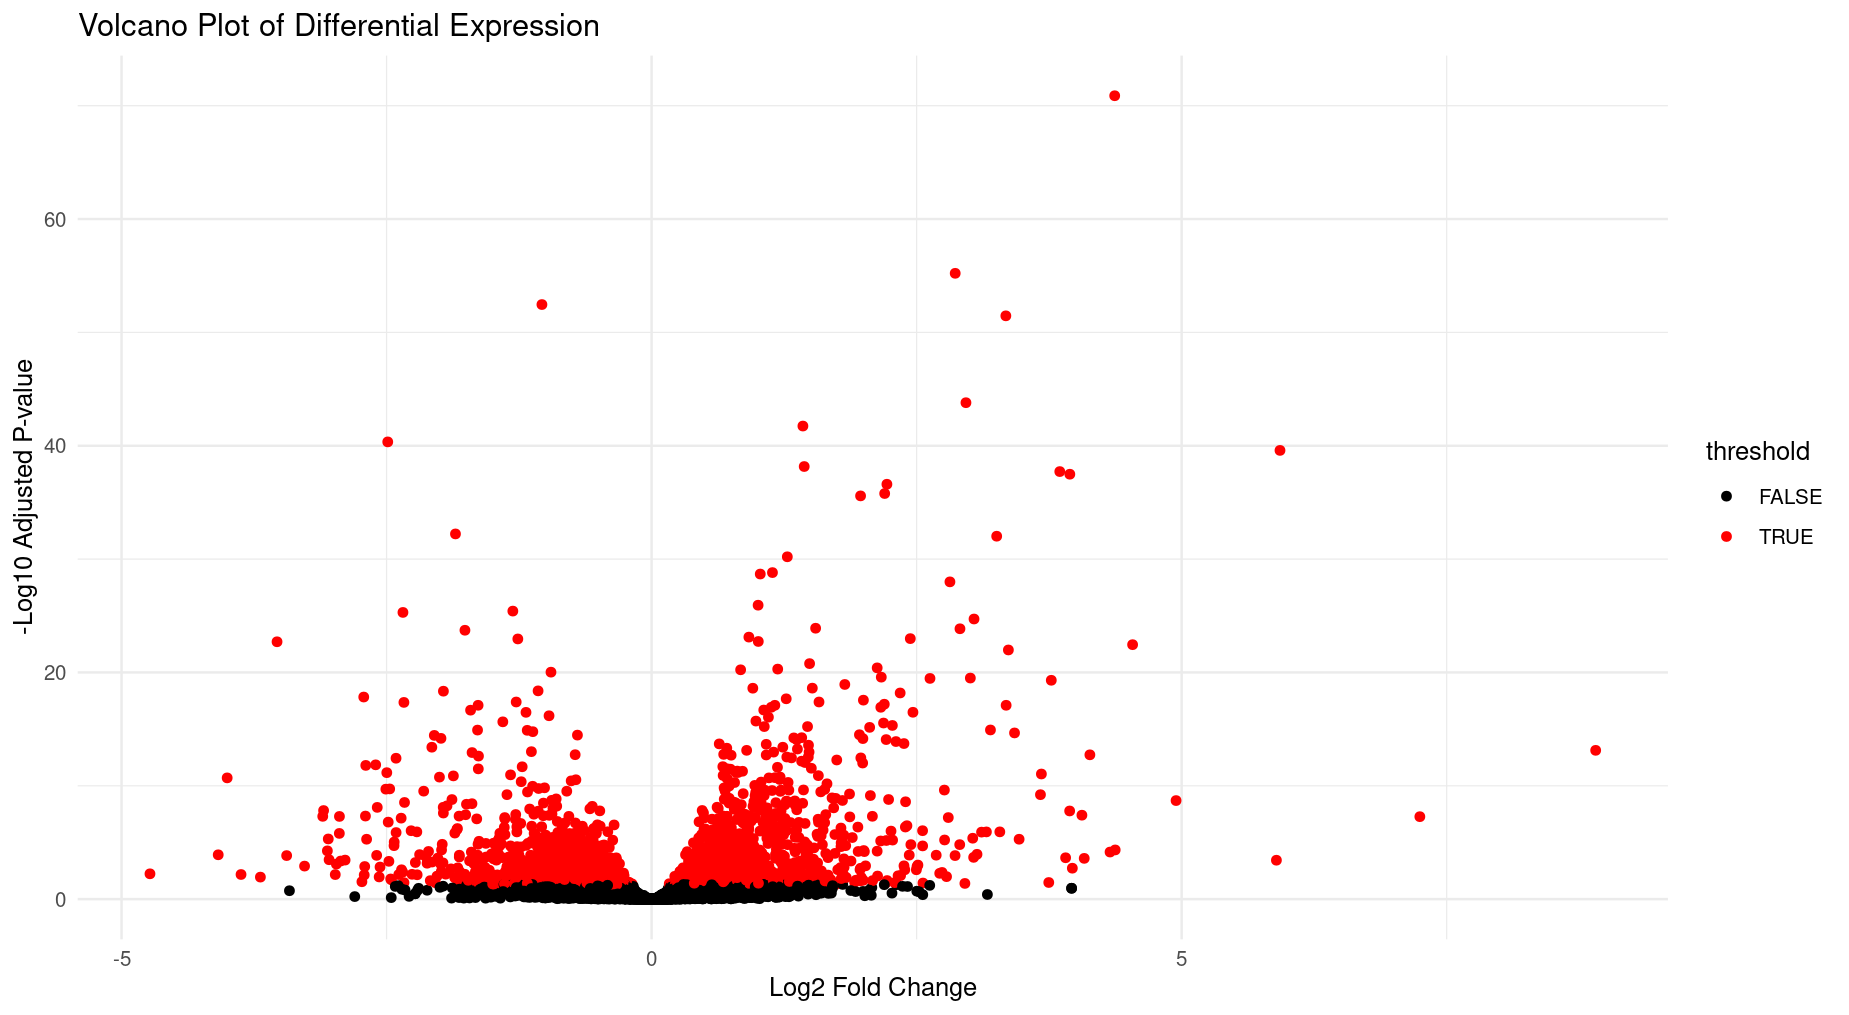 Volcano Plot of Differential Expression
-Log10 Adjusted P-value
60
40
20
0
-5
0
5
Log2 Fold Change
threshold
FALSE
TRUE